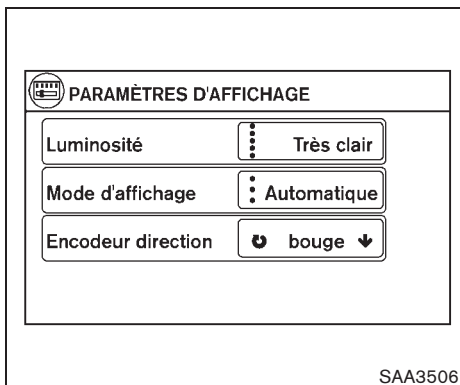 PARAMÈTRES D'AFFICHAGE
Luminosité Très clair
Mode d'affichage Automatique
Encodeur direction bouge
SAA3506